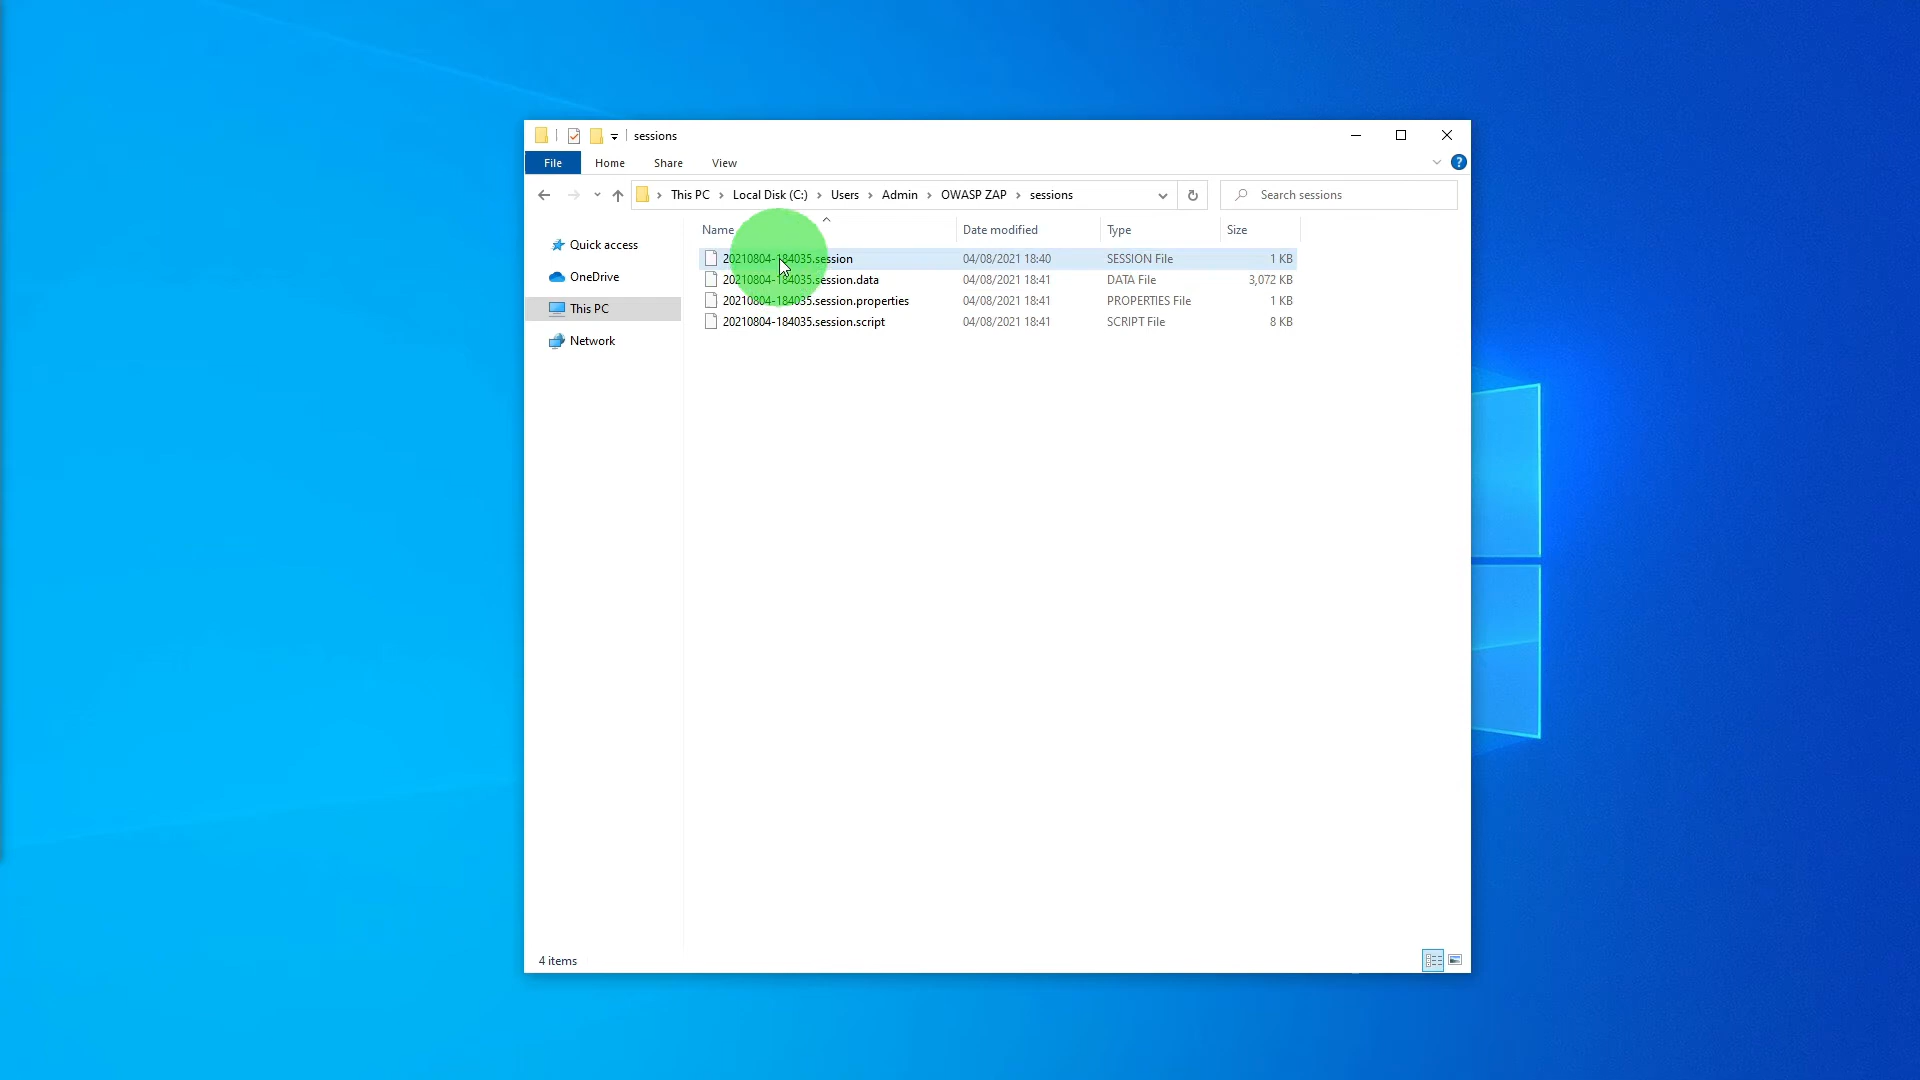 sessions
File Home Share View
This PC Local Disk (C:) Users Admin OWASP ZAP sessions Search sessions
Name Date modified Type Size
Quick access
OneDrive
This PC
Network
20210804-184035.session 04/08/2021 18:40 SESSION File 1 KB
20210804-184035.session.data 04/08/2021 18:41 DATA File 3,072 KB
20210804-184035.session.properties 04/08/2021 18:41 PROPERTIES File 1 KB
20210804-184035.session.script 04/08/2021 18:41 SCRIPT File 8 KB
4 items